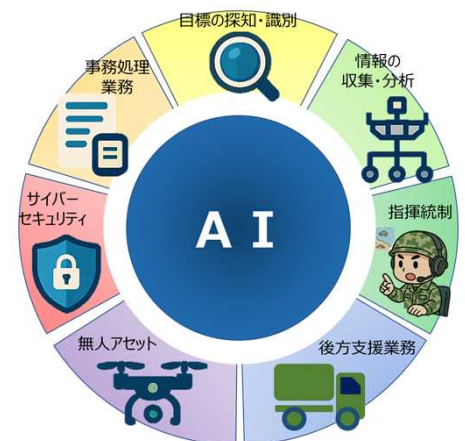 目標の探知・識別
情報の
収集・分析
指揮統制
後方支援業務
無人アセット
サイバー
セキュリティ
事務処理
業務
AI